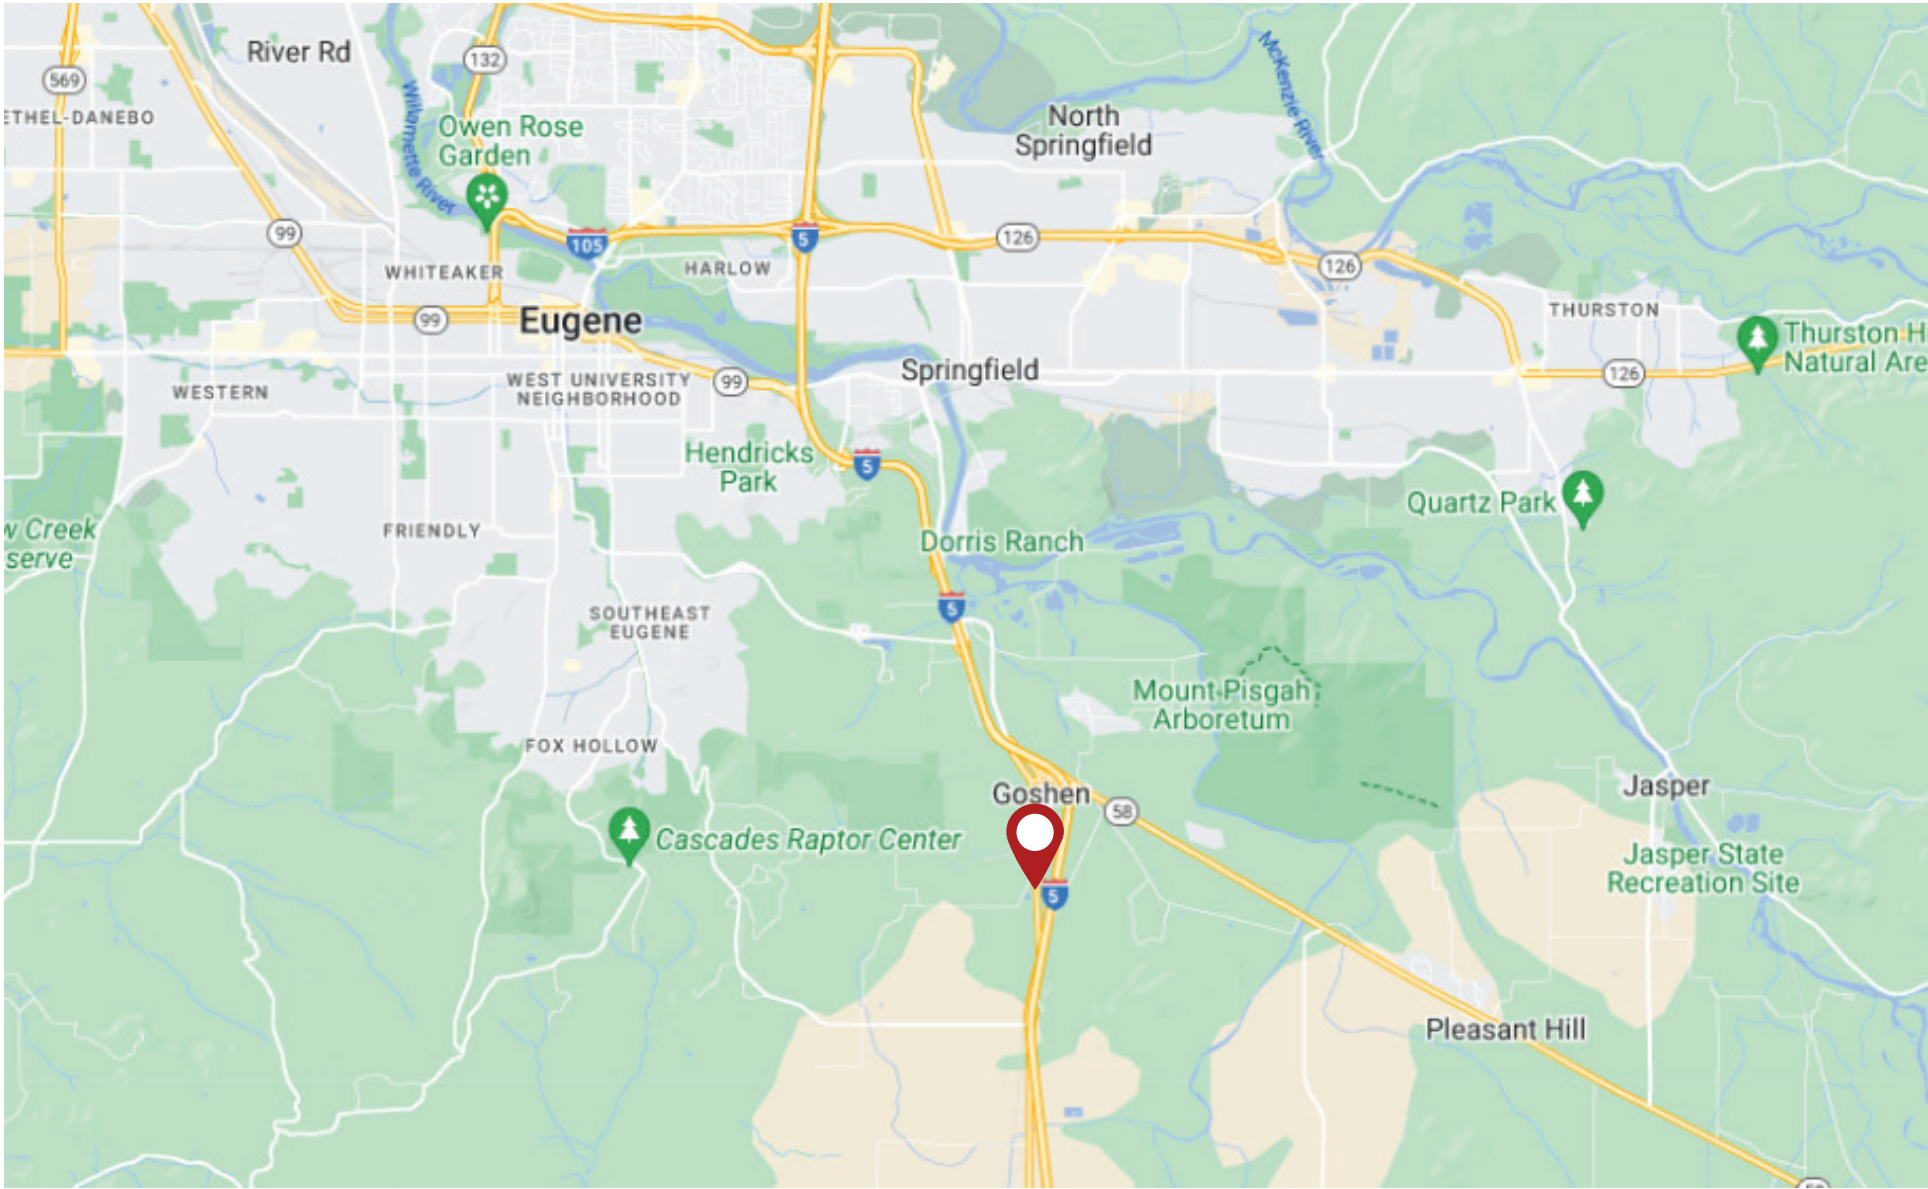 River Rd
132
569
ETHEL-DANEBO
Willamette River
Owen Rose
Garden
McKenzie River
North
Springfield
99
105
5
126
126
WHITEAKER
HARLOW
99
Eugene
THURSTON
Thurston H
Natural Are
126
WESTERN
WEST UNIVERSITY
NEIGHBORHOOD
99
Springfield
Hendricks
Park
5
Quartz Park
w Creek
serve
FRIENDLY
Dorris Ranch
5
SOUTHEAST
EUGENE
Mount Pisgah
Arboretum
FOX HOLLOW
Goshen
58
Jasper
Cascades Raptor Center
Jasper State
Recreation Site
5
Pleasant Hill